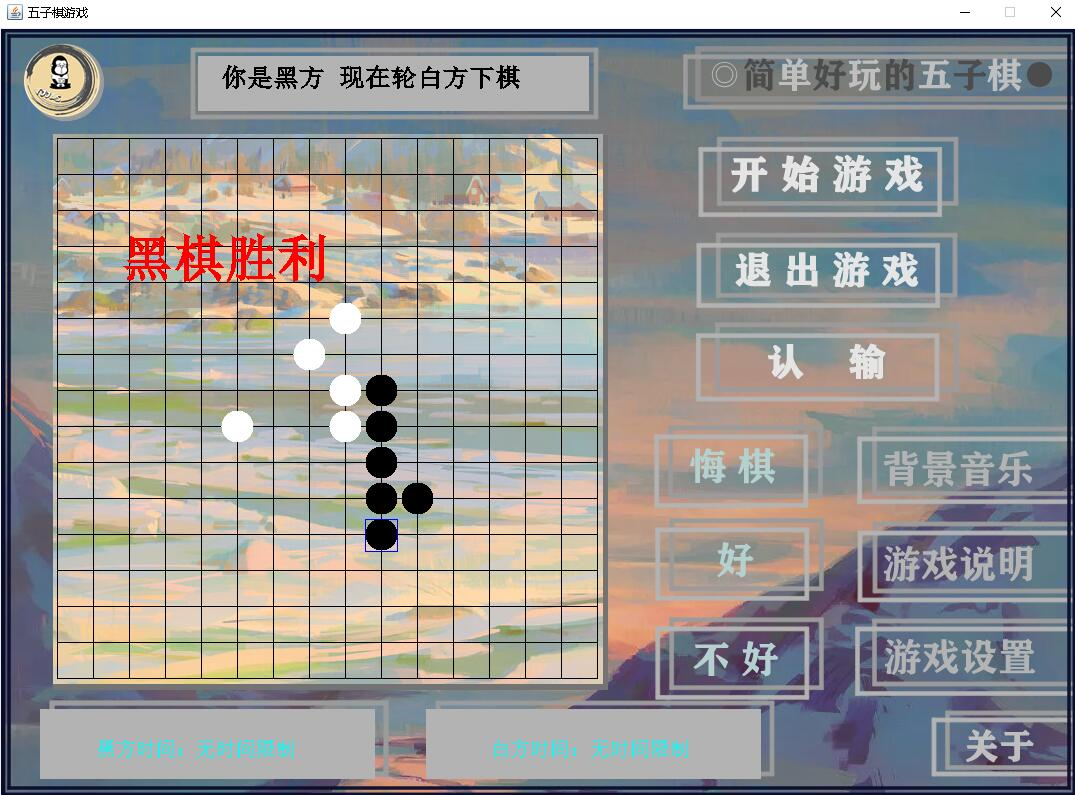 五子棋游戏
你是黑方 现在轮白方下棋
◎简单好玩的五子棋●
开始游戏
黑棋胜利
退出游戏
认输
悔棋
背景音乐
好
游戏说明
不好
游戏设置
黑方时间：无时间限制
白方时间：无时间限制
关于